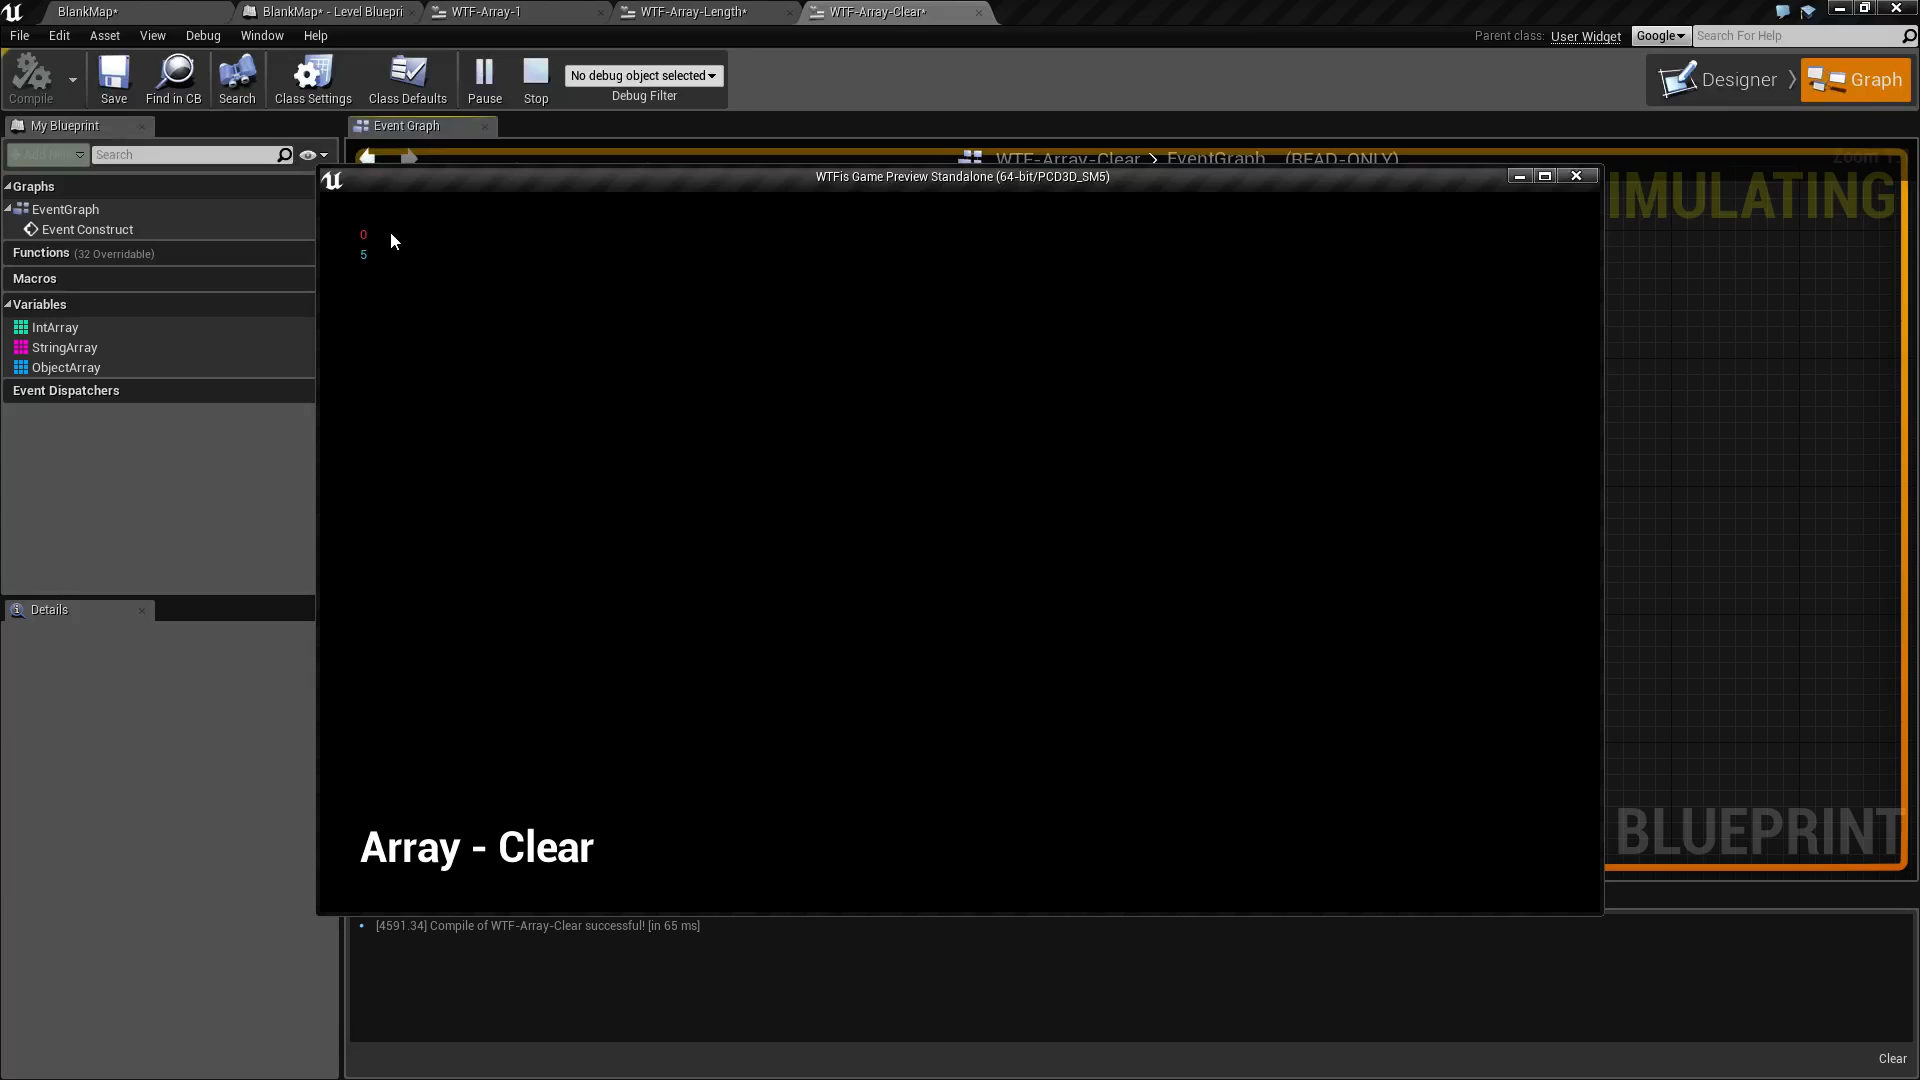 BlankMap*
BlankMap* - Level Bluepri
WTF-Array-1
WTF-Array-Length*
WTF-Array-Clear*
File Edit Asset View Debug Window Help
Parent class: User Widget Google Search For Help
Compile Save Find in CB Search Class Settings Class Defaults Pause Stop
No debug object selected
Debug Filter
Designer Graph
My Blueprint
Event Graph
Search
WTF-Array-Clear > EventGraph (READ-ONLY)
Graphs
EventGraph
Event Construct
Functions (32 Overridable)
Macros
Variables
IntArray
StringArray
ObjectArray
Event Dispatchers
Details
WTFis Game Preview Standalone (64-bit/PCD3D_SM5)
0
5
Array - Clear
IMULATING
BLUEPRINT
[4591.34] Compile of WTF-Array-Clear successful! [in 65 ms]
Clear